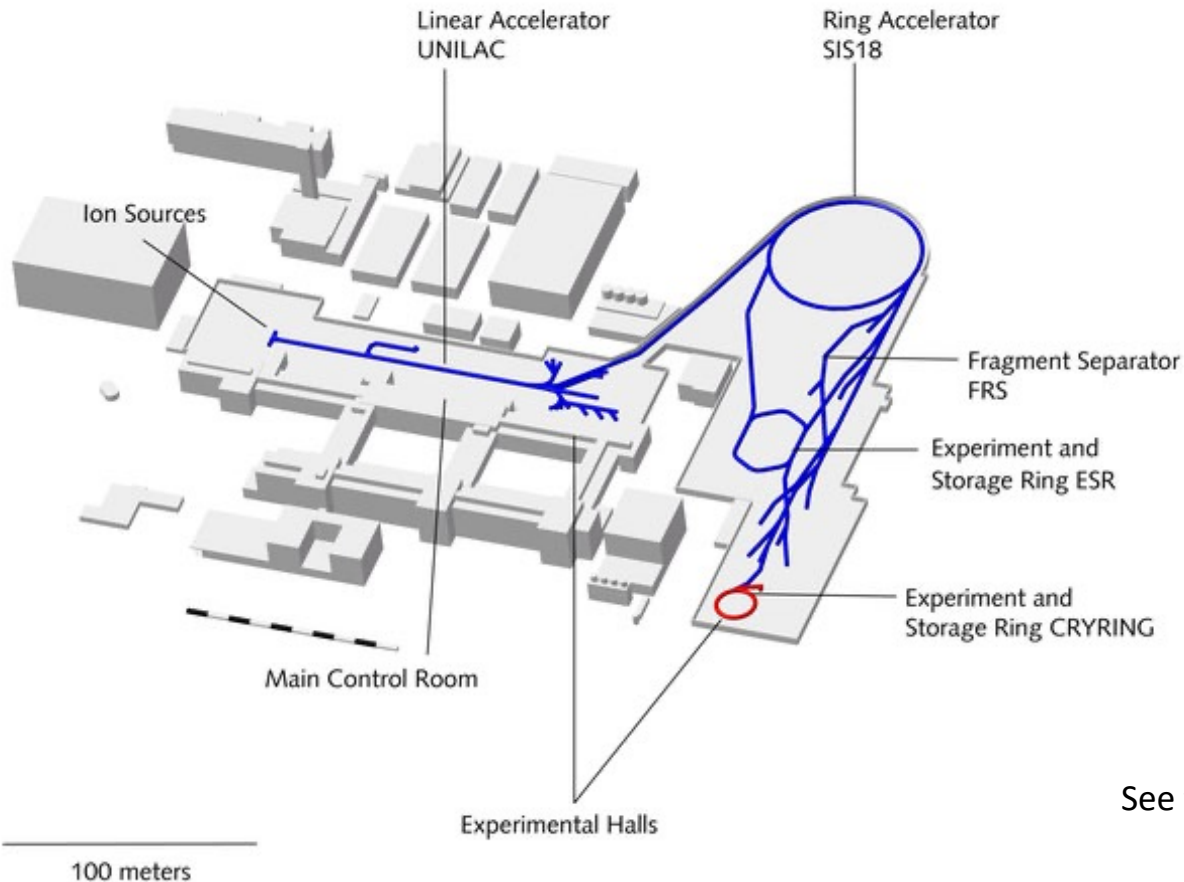 Linear Accelerator
UNILAC
Ring Accelerator
SIS18
Ion Sources
Fragment Separator
FRS
Experiment and
Storage Ring ESR
Experiment and
Storage Ring CRYRING
Main Control Room
Experimental Halls
See
100 meters